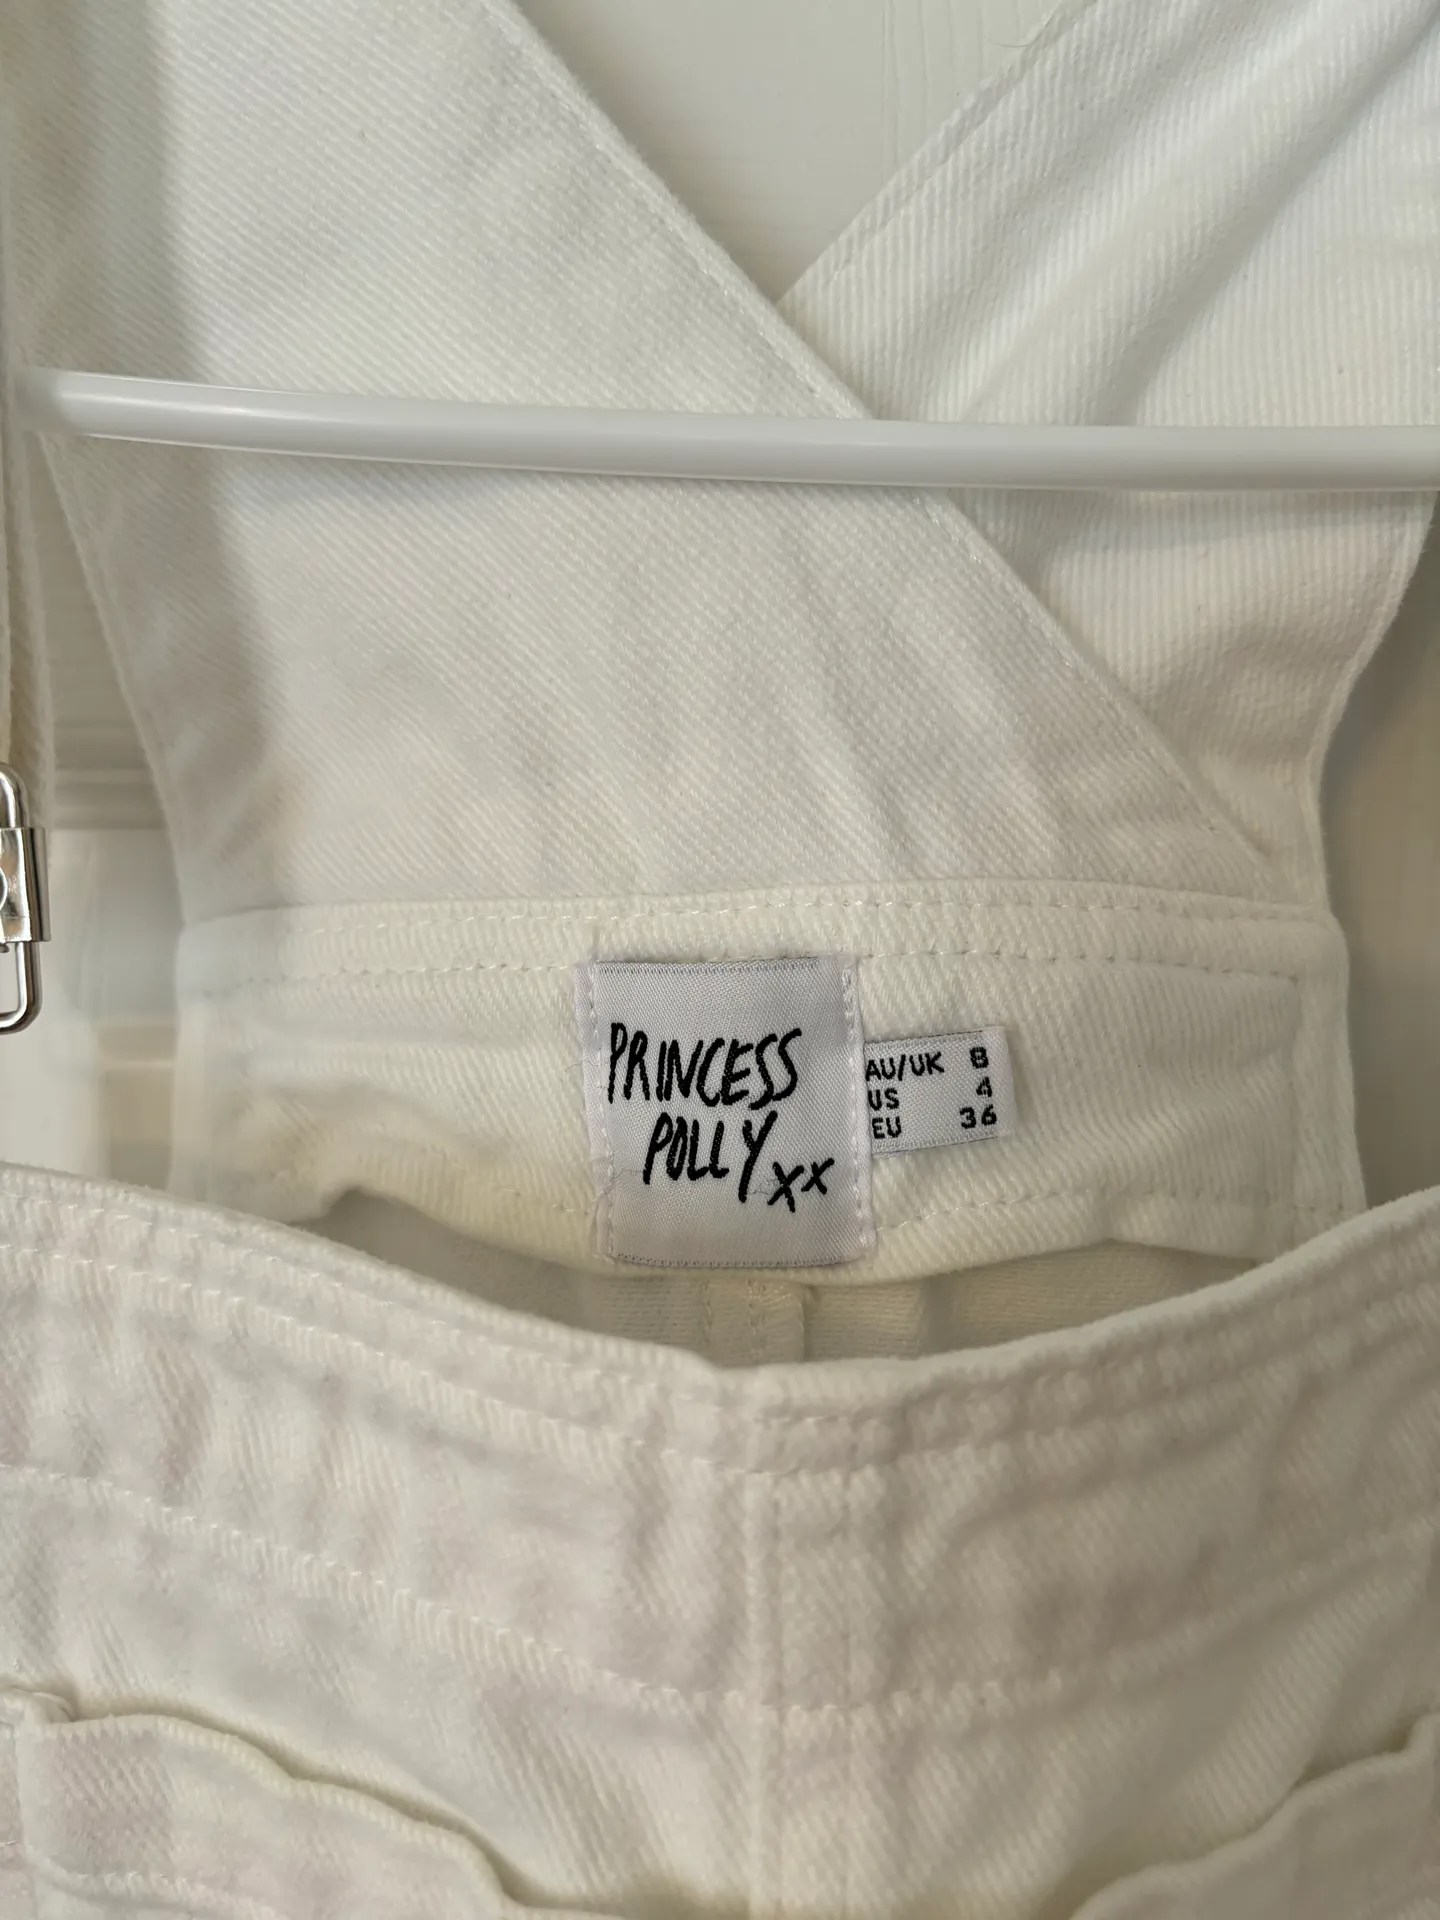 PRINCESS
POLLY xx
AU/UK 8
US 4
EU 36